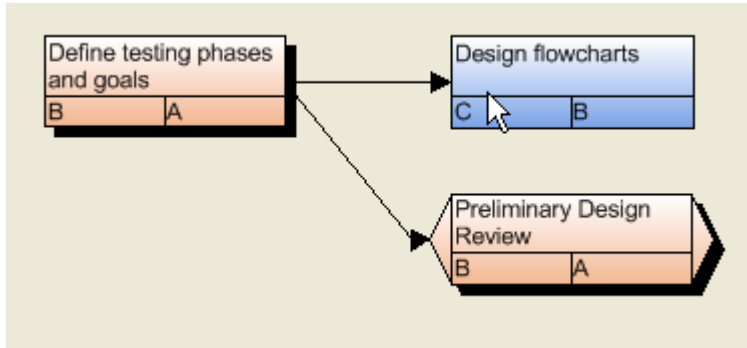 Define testing phases
and goals
B A
Design flowcharts
C B
Preliminary Design
Review
B A